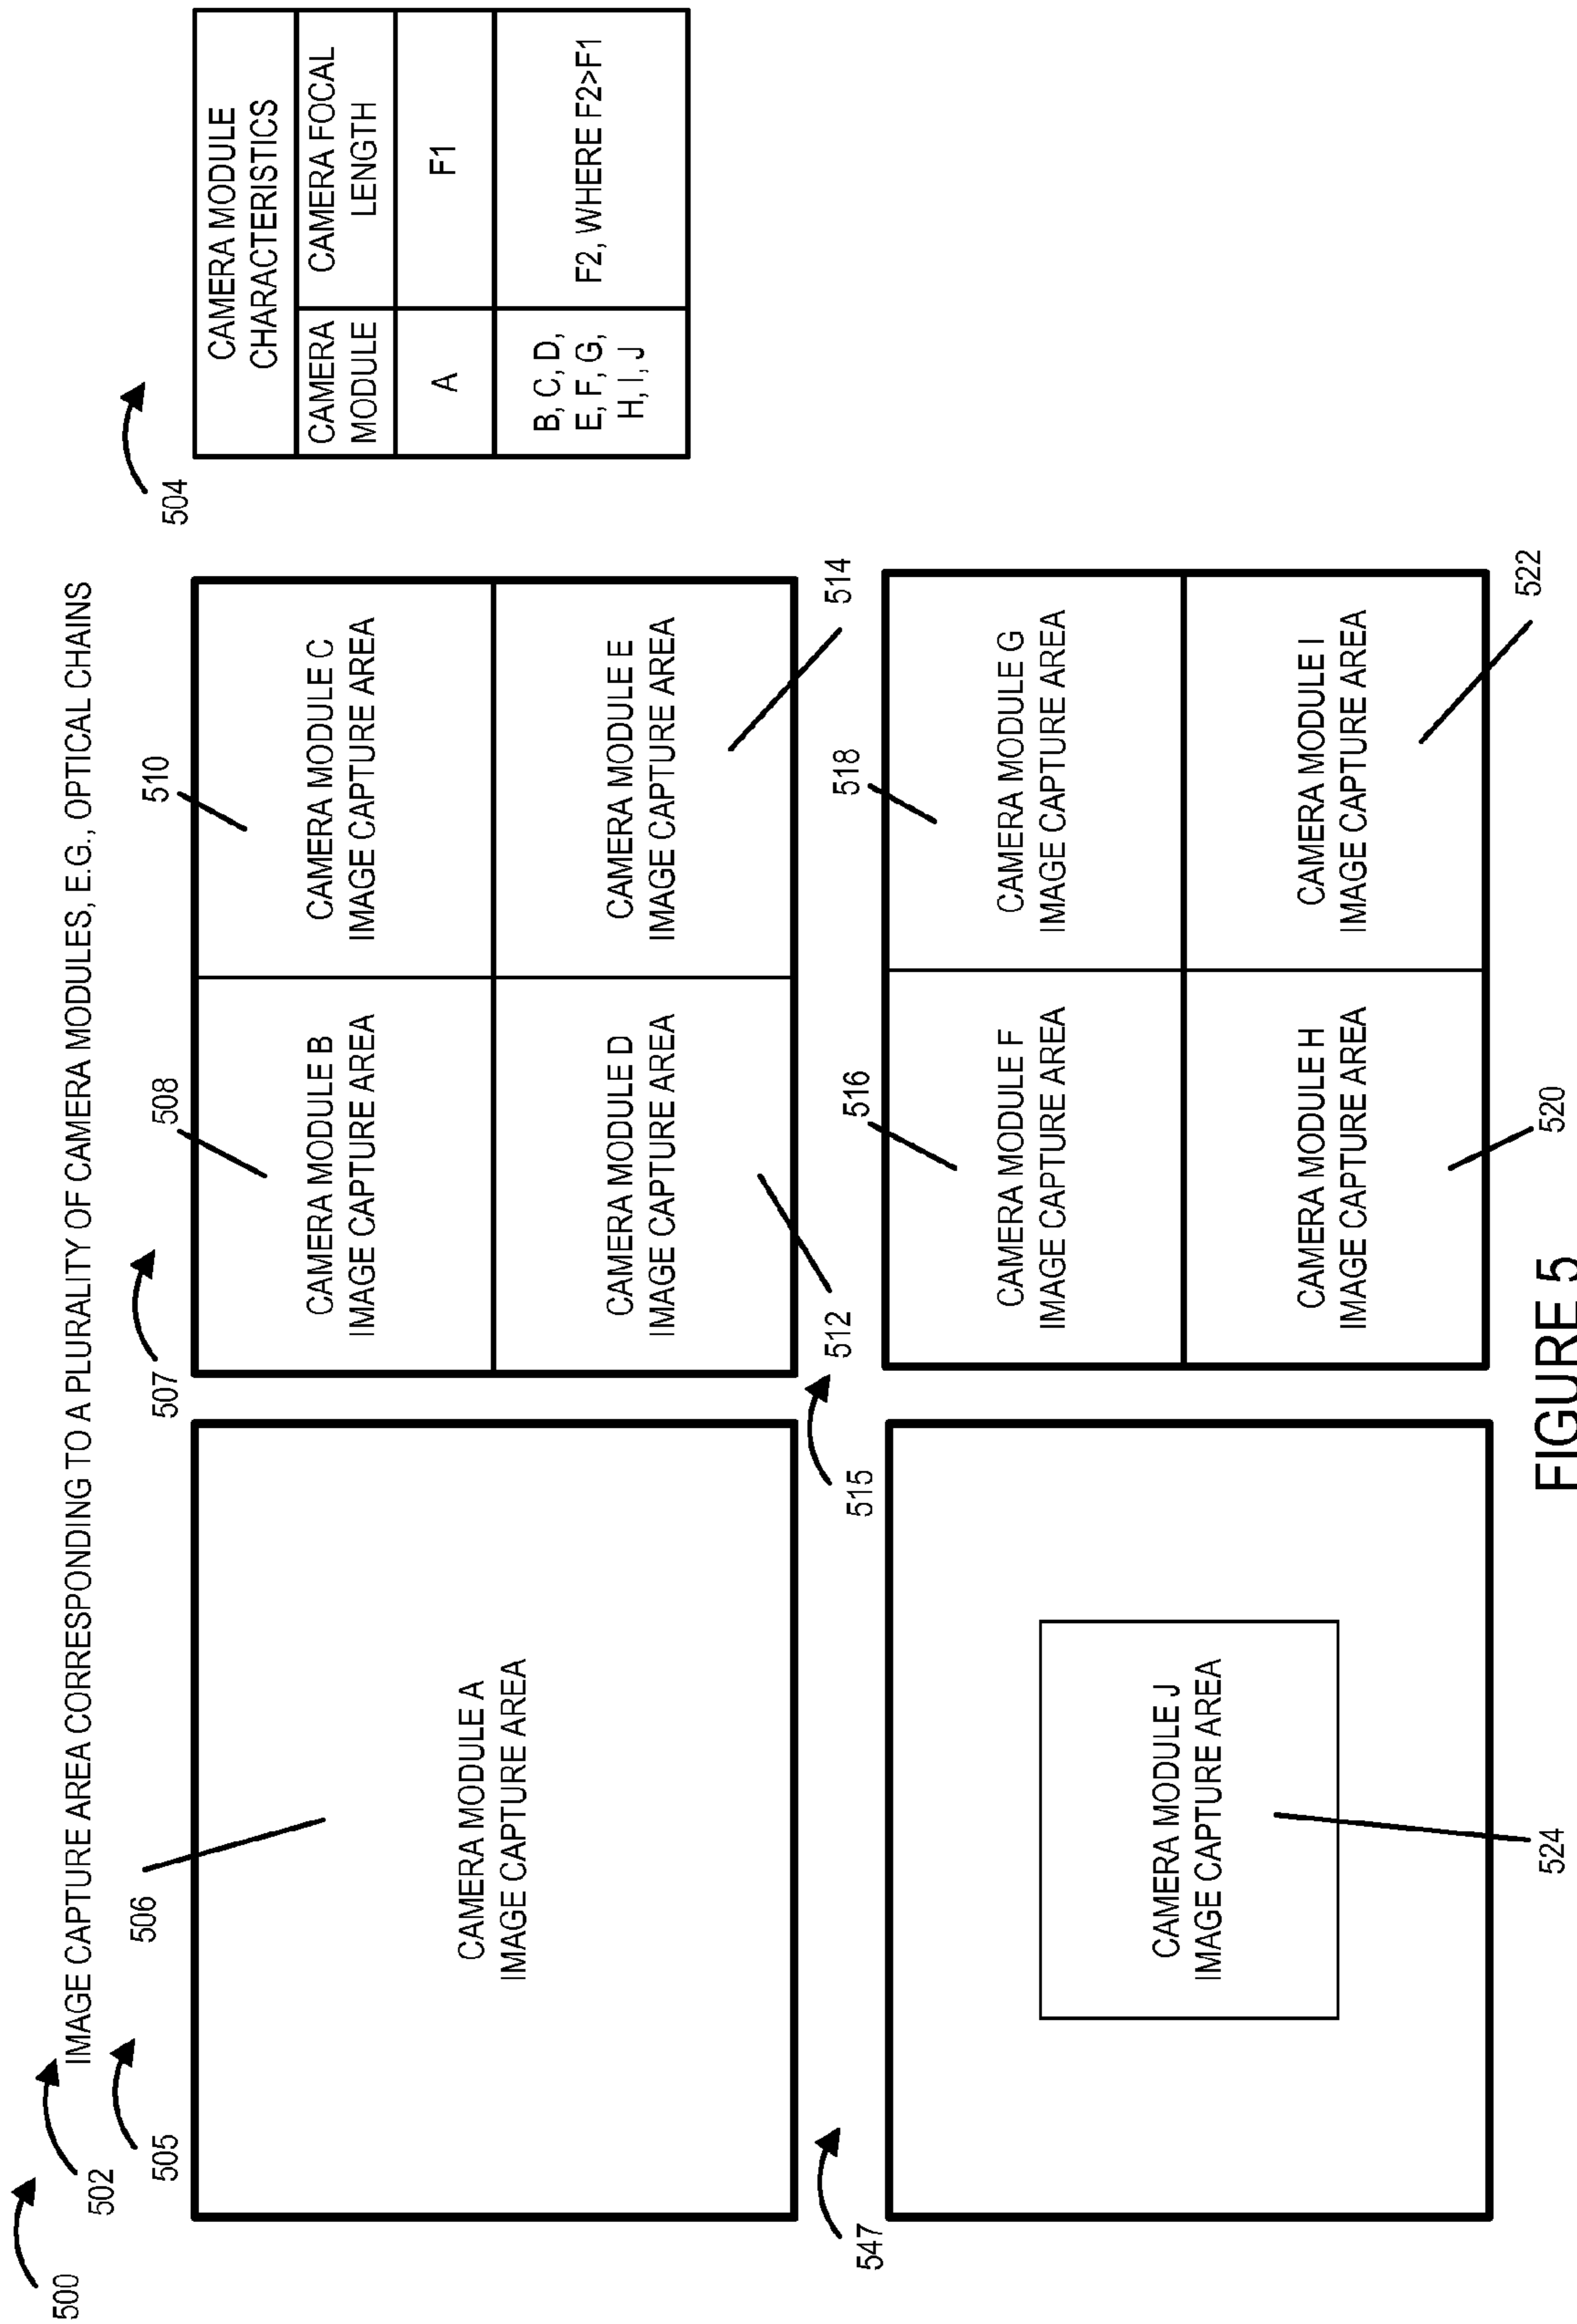 500
502
IMAGE CAPTURE AREA CORRESPONDING TO A PLURALITY OF CAMERA MODULES, E.G., OPTICAL CHAINS
504
CAMERA MODULE
CHARACTERISTICS
CAMERA
MODULE
CAMERA FOCAL
LENGTH
A
F1
B, C, D,
E, F, G,
H, I, J
F2, WHERE F2>F1
505
506
CAMERA MODULE A
IMAGE CAPTURE AREA
507
508
CAMERA MODULE B
IMAGE CAPTURE AREA
510
CAMERA MODULE C
IMAGE CAPTURE AREA
CAMERA MODULE D
IMAGE CAPTURE AREA
512
CAMERA MODULE E
IMAGE CAPTURE AREA
514
547
CAMERA MODULE J
IMAGE CAPTURE AREA
524
515
516
CAMERA MODULE F
IMAGE CAPTURE AREA
518
CAMERA MODULE G
IMAGE CAPTURE AREA
CAMERA MODULE H
IMAGE CAPTURE AREA
520
CAMERA MODULE I
IMAGE CAPTURE AREA
522
FIGURE 5